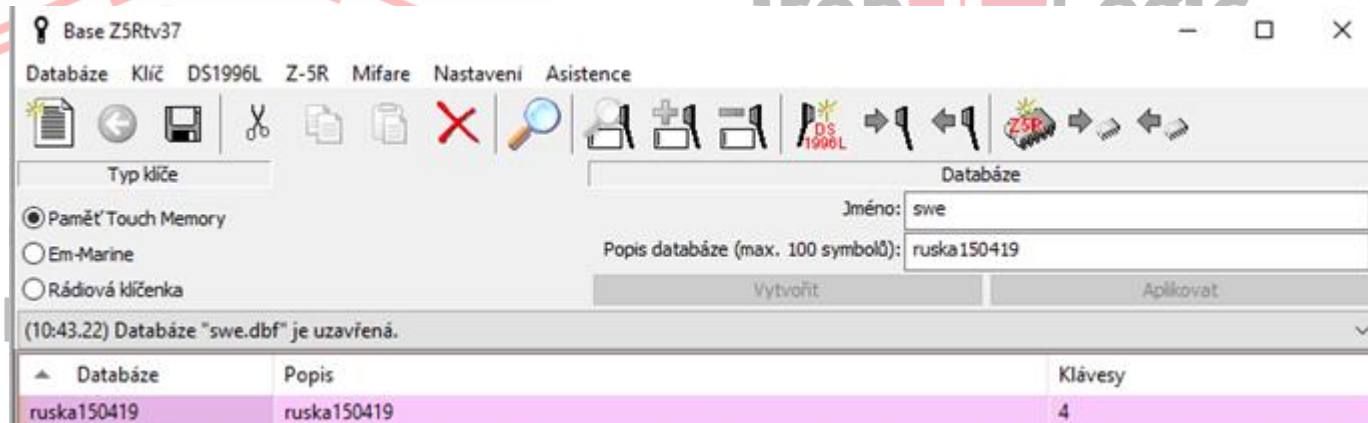 Iron Logic
Base Z5Rtv37
Databáze Klíč DS1996L Z-5R Mifare Nastavení Asistence
DS 1996L Z5R
Typ klíče Databáze
Paměť Touch Memory Jméno: swe
Em-Marine Popis databáze (max. 100 symbolů): ruska150419
Rádiová klíčenka Vytvořit Aplikovat
(10:43.22) Databáze "swe.dbf" je uzavřená.
Databáze Popis Klávesy
ruska150419 ruska150419 4